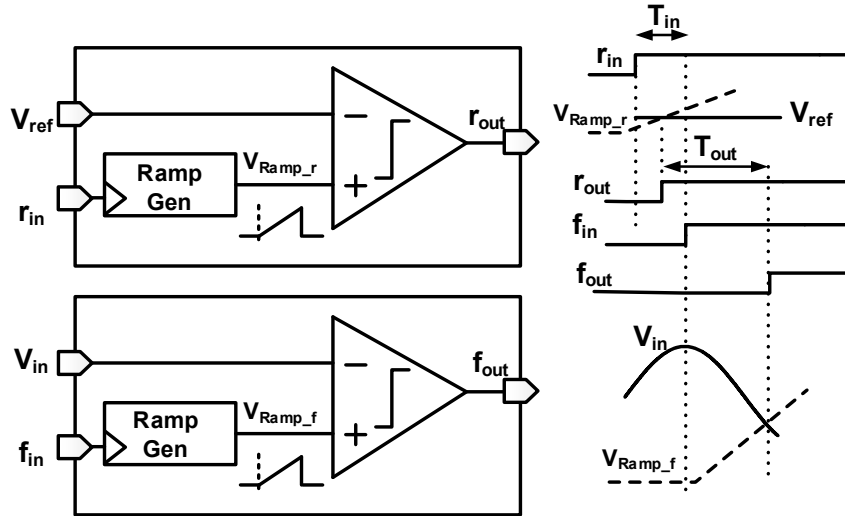 V_ref
r_in
Ramp
Gen
V_Ramp_r
−
+
r_out
V_in
f_in
Ramp
Gen
V_Ramp_f
−
+
f_out
T_in
r_in
V_Ramp_r
V_ref
T_out
r_out
f_in
f_out
V_in
V_Ramp_f